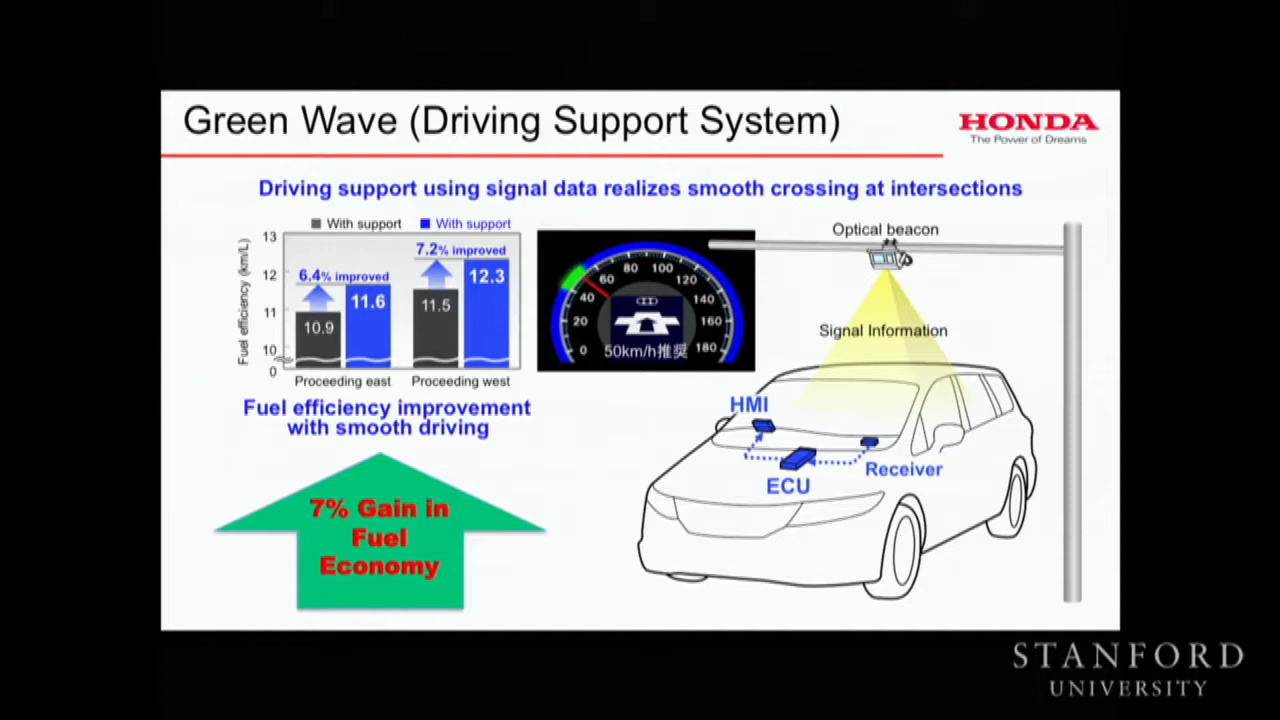 Green Wave (Driving Support System)
HONDA
The Power of Dreams
Driving support using signal data realizes smooth crossing at intersections
With support
With support
Fuel efficiency (km/L)
13
12
11
10
0
6.4% improved
7.2% improved
10.9
11.6
11.5
12.3
Proceeding east
Proceeding west
Fuel efficiency improvement
with smooth driving
7% Gain in
Fuel
Economy
0
20
40
60
80
100
120
140
160
180
50km/h推奨
Optical beacon
Signal Information
HMI
ECU
Receiver
STANFORD
UNIVERSITY